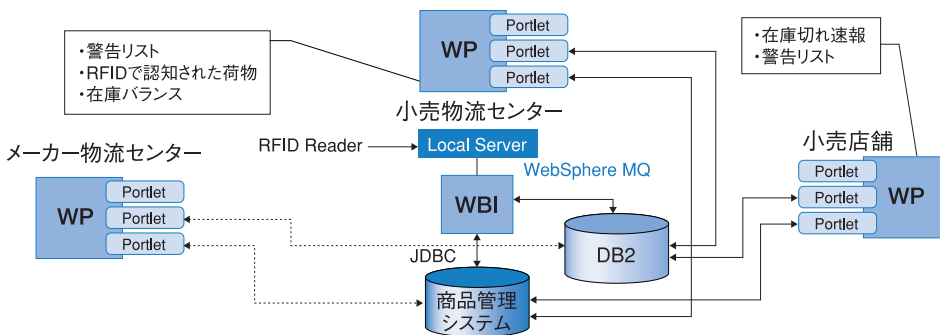 ・警告リスト
・RFIDで認知された荷物
・在庫バランス
WP
Portlet
Portlet
Portlet
小売物流センター
・在庫切れ速報
・警告リスト
RFID Reader
Local Server
WebSphere MQ
メーカー物流センター
WP
Portlet
Portlet
Portlet
小売店舗
Portlet
Portlet
Portlet
WP
WBI
JDBC
DB2
商品管理
システム